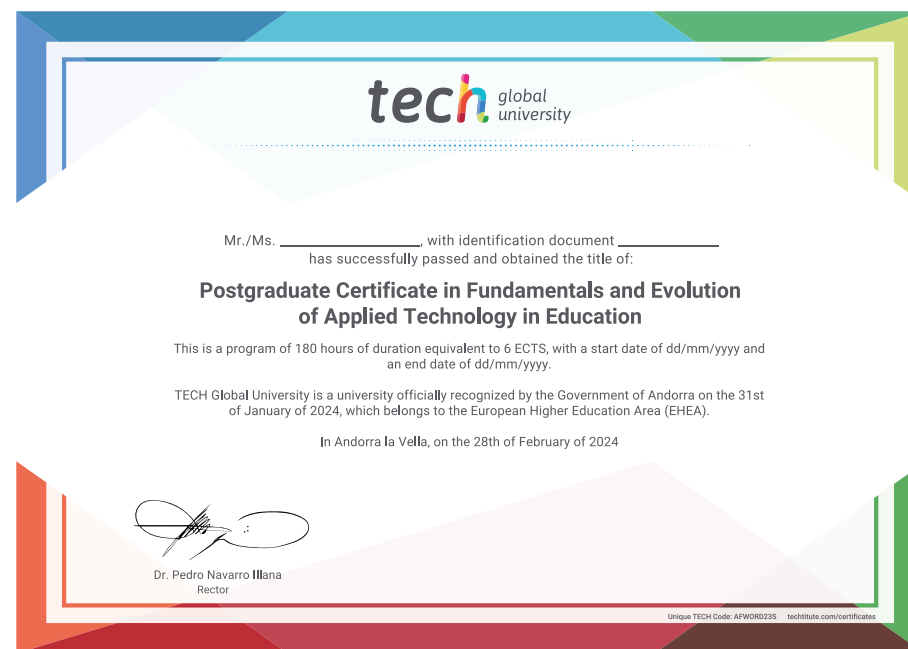 tech global university
Mr./Ms. ____________________, with identification document ______________
has successfully passed and obtained the title of:
Postgraduate Certificate in Fundamentals and Evolution
of Applied Technology in Education
This is a program of 180 hours of duration equivalent to 6 ECTS, with a start date of dd/mm/yyyy and
an end date of dd/mm/yyyy.
TECH Global University is a university officially recognized by the Government of Andorra on the 31st
of January of 2024, which belongs to the European Higher Education Area (EHEA).
In Andorra la Vella, on the 28th of February of 2024
Dr. Pedro Navarro Illana
Rector
Unique TECH Code: AFWORD23S techtitute.com/certificates